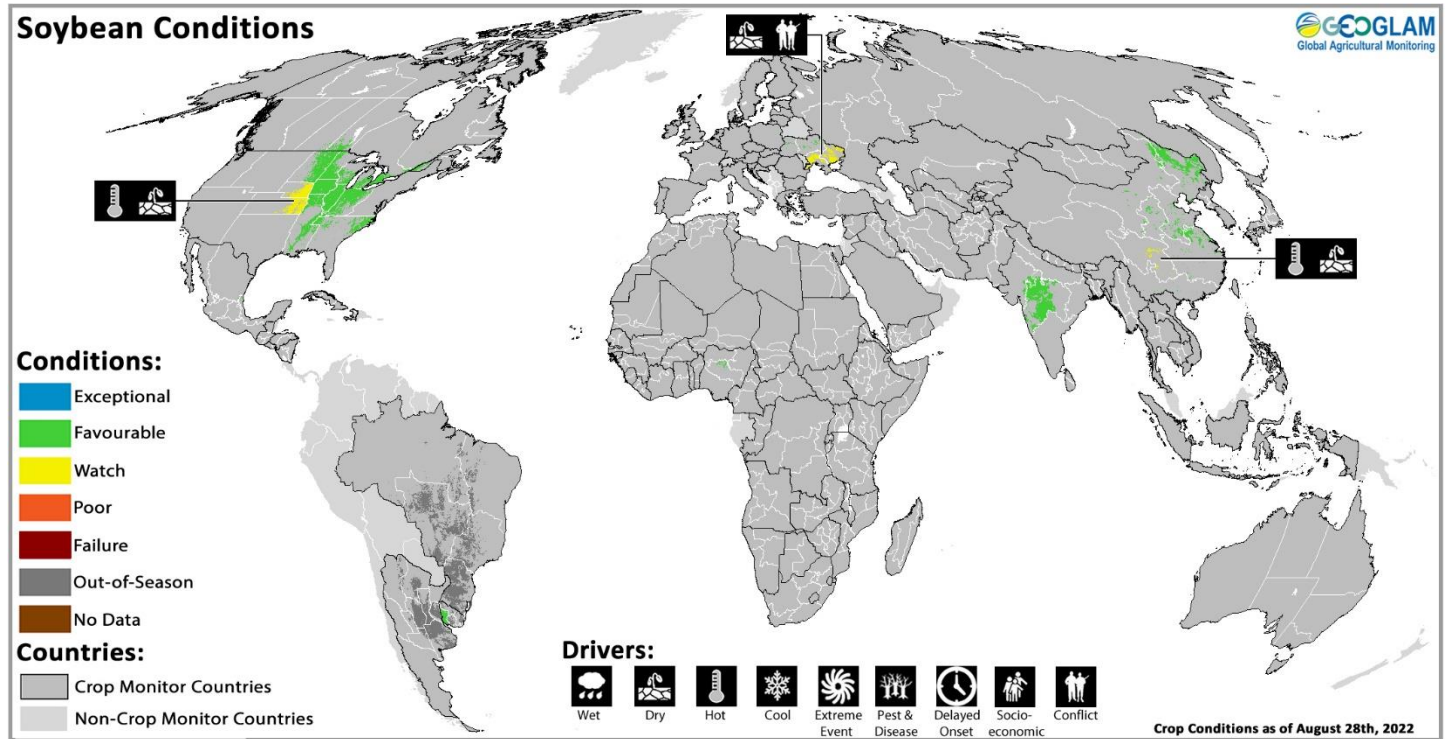 Soybean Conditions
GEOGLAM
Global Agricultural Monitoring
Conditions:
Exceptional
Favourable
Watch
Poor
Failure
Out-of-Season
No Data
Countries:
Crop Monitor Countries
Non-Crop Monitor Countries
Drivers:
Wet
Dry
Hot
Cool
Extreme
Event
Pest &
Disease
Delayed
Onset
Socio-
economic
Conflict
Crop Conditions as of August 28th, 2022